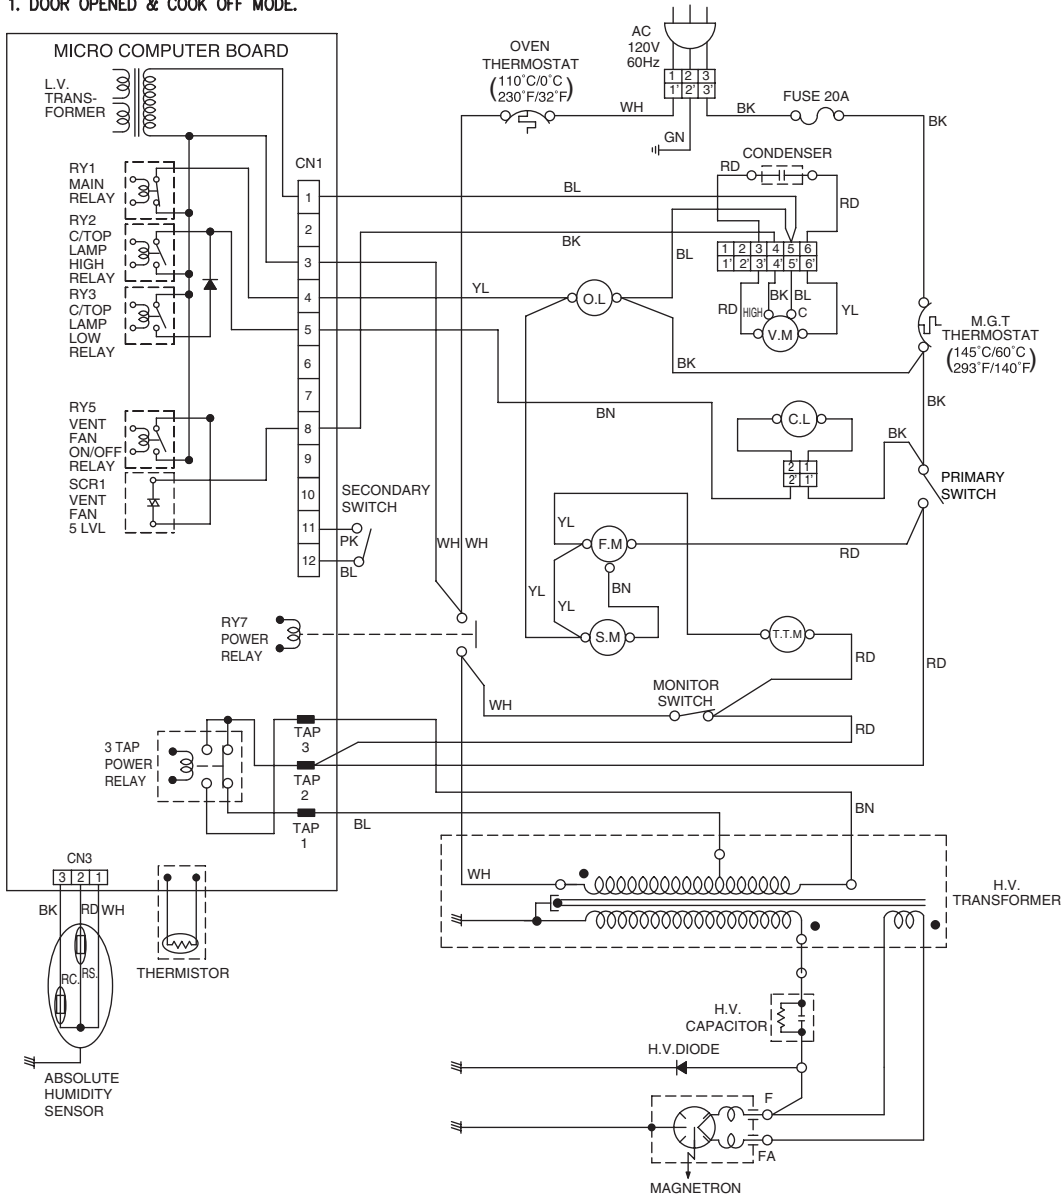 1. DOOR OPENED & COOK OFF MODE.
MICRO COMPUTER BOARD
L.V.
TRANS-
FORMER
RY1
MAIN
RELAY
RY2
C/TOP
LAMP
HIGH
RELAY
RY3
C/TOP
LAMP
LOW
RELAY
RY5
VENT
FAN
ON/OFF
RELAY
SCR1
VENT
FAN
5 LVL
CN1
1
2
3
4
5
6
7
8
9
10
11
12
SECONDARY
SWITCH
PK
BL
OVEN
THERMOSTAT
(110˚C/0˚C
230˚F/32˚F)
WH
AC
120V
60Hz
1 2 3
1' 2' 3'
GN
BK
FUSE 20A
BK
CONDENSER
RD
RD
BL
BK
BL
1 2 3 4 5 6
1' 2' 3' 4' 5' 6'
RD
HIGH
BK
BL
C
YL
V.M
YL
O.L
M.G.T
THERMOSTAT
(145˚C/60˚C
293˚F/140˚F)
BK
BN
BK
C.L
BK
2 1
2' 1'
PRIMARY
SWITCH
WH
WH
YL
F.M
RD
YL
YL
BN
S.M
T.T.M
RD
RD
RY7
POWER
RELAY
MONITOR
SWITCH
WH
RD
3 TAP
POWER
RELAY
TAP
3
TAP
2
TAP
1
BL
BN
CN3
3 2 1
BK
RD
WH
RC.
RS.
THERMISTOR
ABSOLUTE
HUMIDITY
SENSOR
WH
H.V.
TRANSFORMER
H.V.
CAPACITOR
H.V.DIODE
F
FA
MAGNETRON